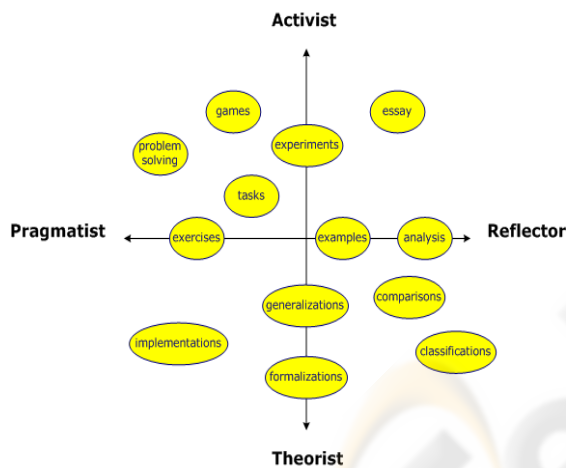 Activist
games
essay
problem
solving
experiments
tasks
Pragmatist
exercises
examples
analysis
Reflector
generalizations
comparisons
implementations
classifications
formalizations
Theorist